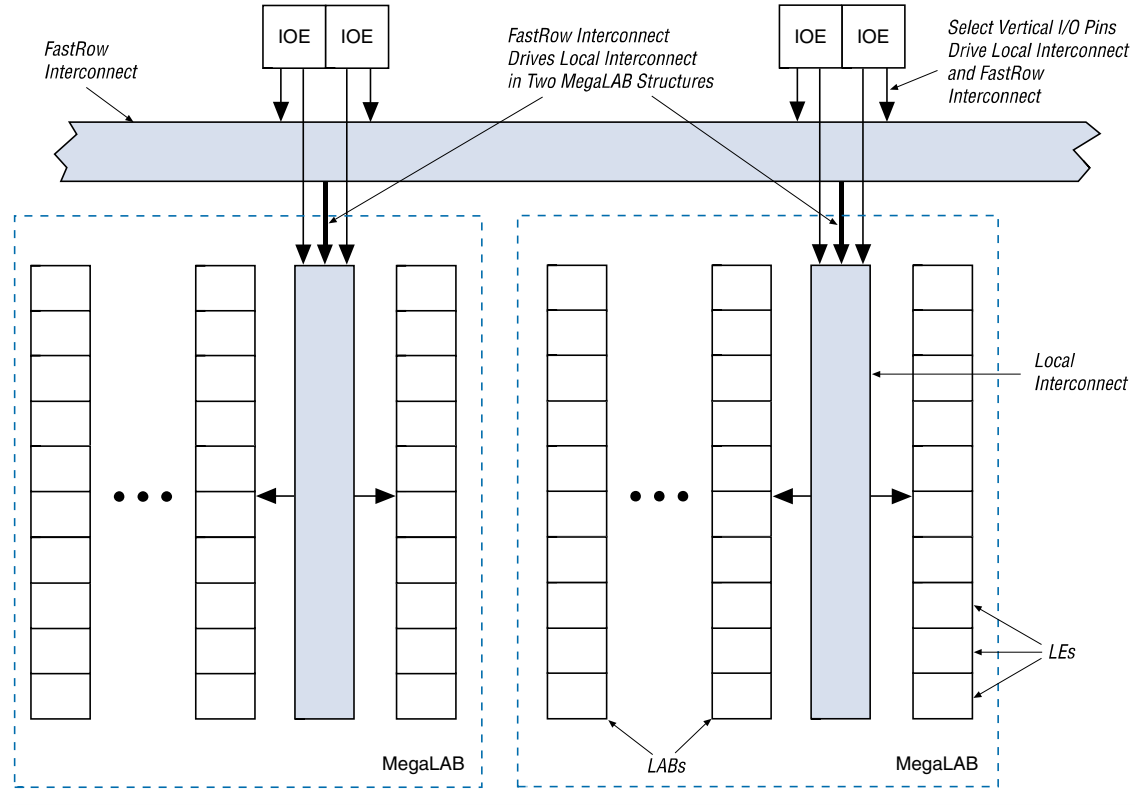 IOE IOE
IOE IOE
FastRow
Interconnect
FastRow Interconnect
Drives Local Interconnect
in Two MegaLAB Structures
Select Vertical I/O Pins
Drive Local Interconnect
and FastRow
Interconnect
Local
Interconnect
LEs
LABs
MegaLAB
MegaLAB